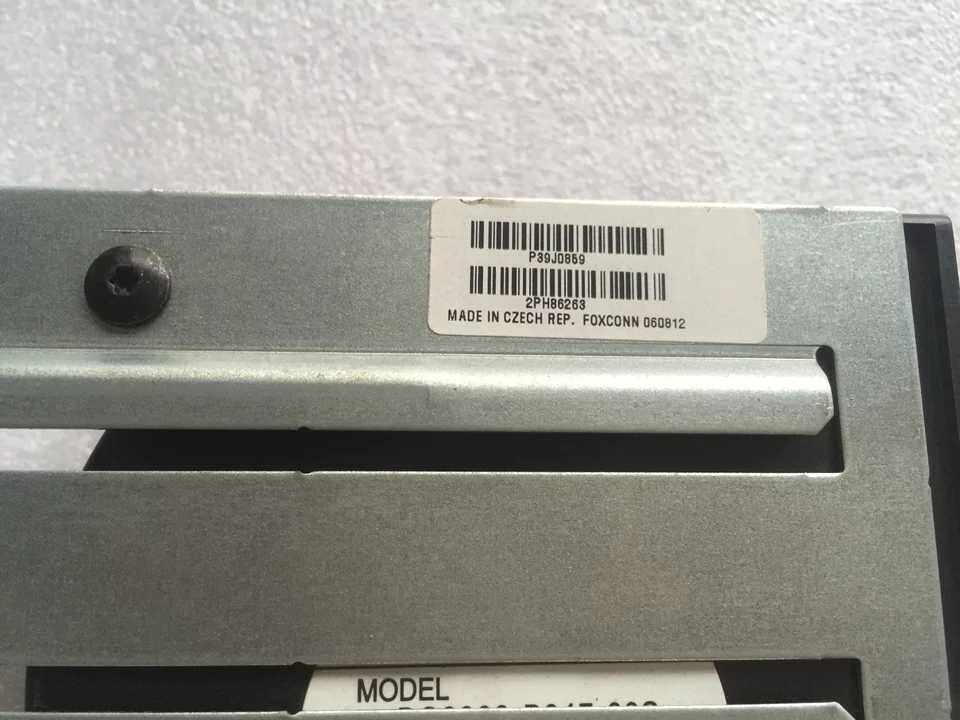 P39J0869
2PH86263
MADE IN CZECH REP. FOXCONN 060812
MODEL